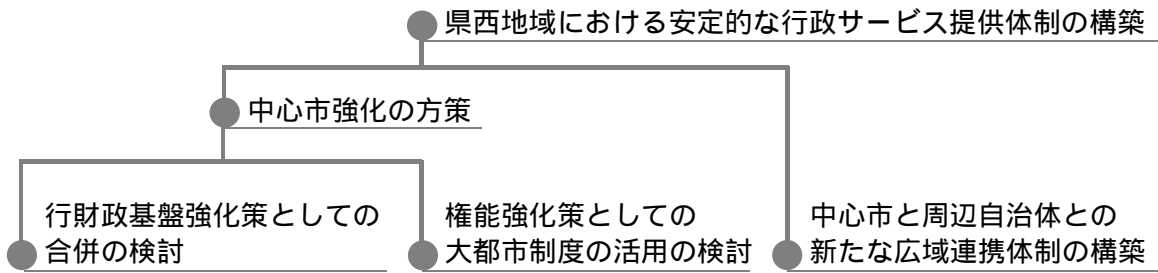 県西地域における安定的な行政サービス提供体制の構築
中心市強化の方策
行財政基盤強化策としての
合併の検討
権能強化策としての
大都市制度の活用の検討
中心市と周辺自治体との
新たな広域連携体制の構築